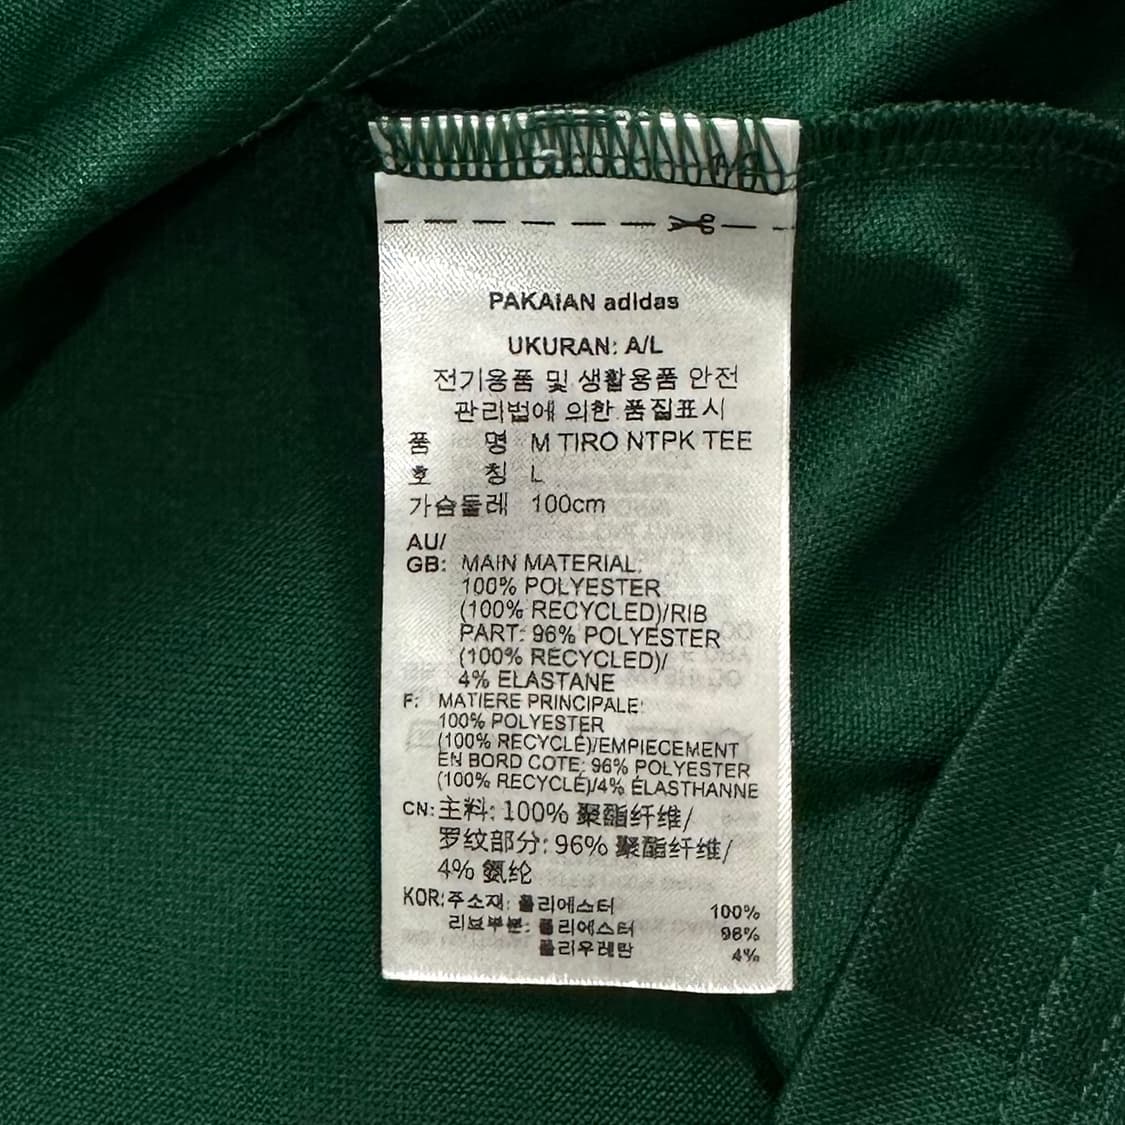 PAKAIAN adidas
UKURAN: A/L
전기용품 및 생활용품 안전
관리법에 의한 품질표시
품 명 M TIRO NTPK TEE
호 칭 L
가슴둘레 100cm
AU/
GB: MAIN MATERIAL:
100% POLYESTER
(100% RECYCLED)/RIB
PART: 96% POLYESTER
(100% RECYCLED)/
4% ELASTANE
F: MATIERE PRINCIPALE:
100% POLYESTER
(100% RECYCLÉ)/EMPIECEMENT
EN BORD COTE: 96% POLYESTER
(100% RECYCLÉ)/4% ÉLASTHANNE
CN: 主料: 100% 聚酯纤维/
罗纹部分: 96% 聚酯纤维/
4% 氨纶
KOR: 주소재: 폴리에스터 100%
리브부분: 폴리에스터 96%
폴리우레탄 4%